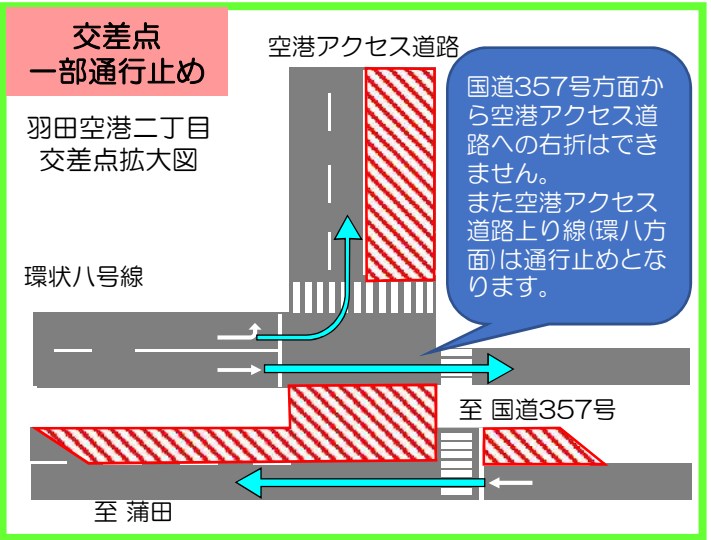 交差点
一部通行止め
空港アクセス道路
羽田空港二丁目
交差点拡大図
国道357号方面か
ら空港アクセス道
路への右折はでき
ません。
また空港アクセス
道路上り線(環八方
面)は通行止めとな
ります。
環状八号線
至 国道357号
至 蒲田